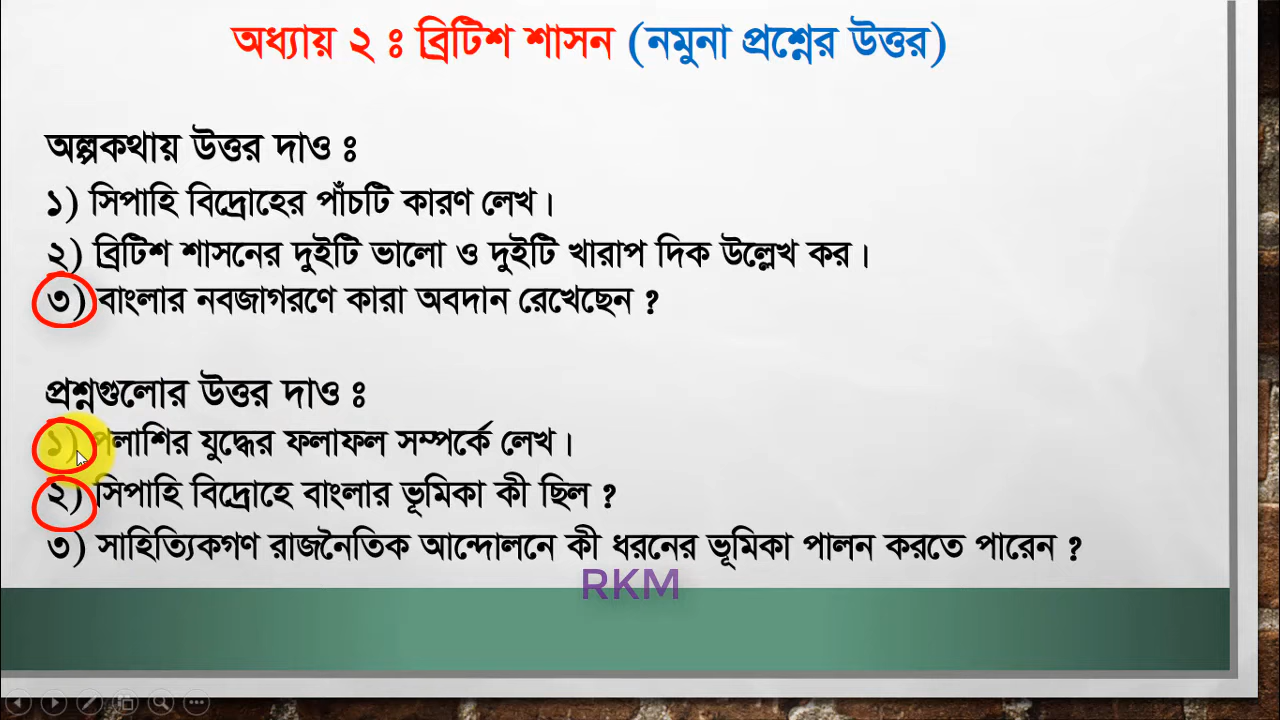 অধ্যায় ২ ঃ ব্রিটিশ শাসন (নমুনা প্রশ্নের উত্তর)
অল্পকথায় উত্তর দাও ঃ
১) সিপাহি বিদ্রোহের পাঁচটি কারণ লেখ।
২) ব্রিটিশ শাসনের দুইটি ভালো ও দুইটি খারাপ দিক উল্লেখ কর।
৩) বাংলার নবজাগরণে কারা অবদান রেখেছেন ?
প্রশ্নগুলোর উত্তর দাও ঃ
১) পলাশির যুদ্ধের ফলাফল সম্পর্কে লেখ।
২) সিপাহি বিদ্রোহে বাংলার ভূমিকা কী ছিল ?
৩) সাহিত্যিকগণ রাজনৈতিক আন্দোলনে কী ধরনের ভূমিকা পালন করতে পারেন ?
RKM